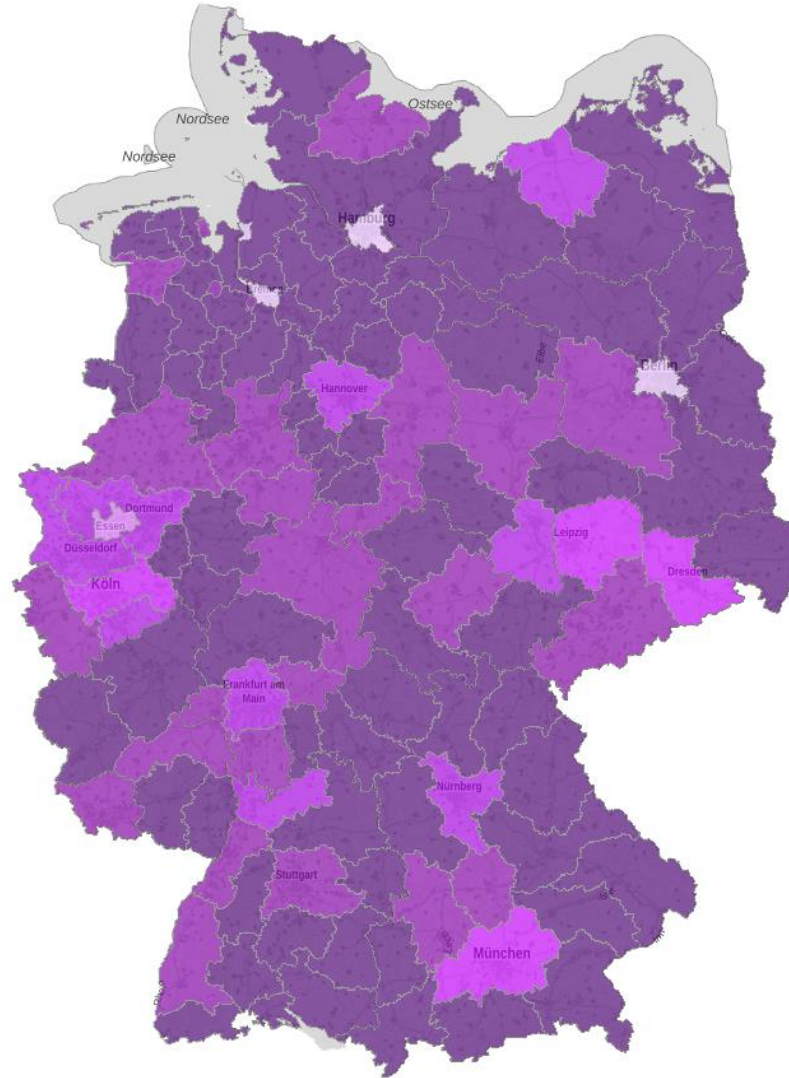 Ostsee
Nordsee
Nordsee
Hamburg
Bremen
Elbe
Berlin
Hannover
Dortmund
Essen
Düsseldorf
Leipzig
Köln
Dresden
Frankfurt am
Main
Nürnberg
Stuttgart
München